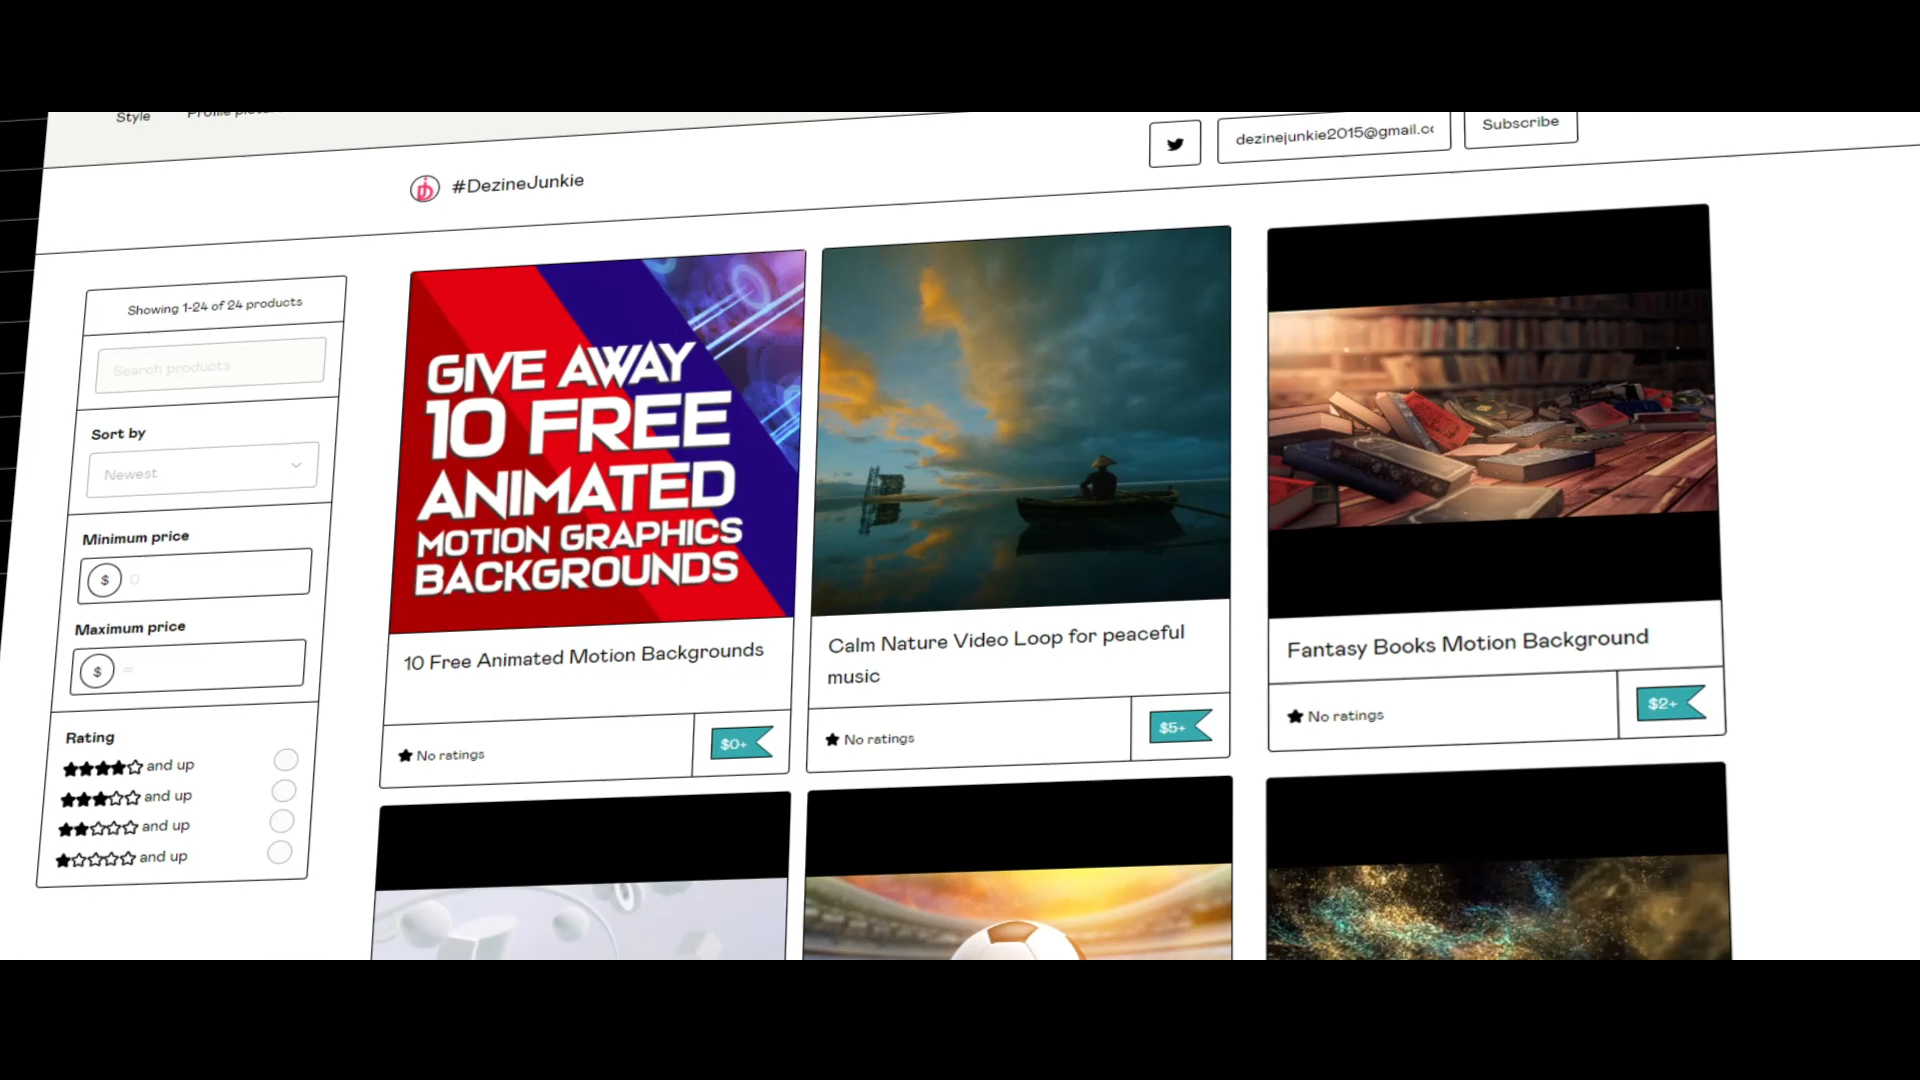 Style
#DezineJunkie
dezinejunkie2015@gmail.c
Subscribe
Showing 1-24 of 24 products
Search products
Sort by
Newest
Minimum price
$ 0
Maximum price
$ ∞
Rating
and up
and up
and up
and up
GIVE AWAY
10 FREE
ANIMATED
MOTION GRAPHICS
BACKGROUNDS
10 Free Animated Motion Backgrounds
No ratings
$0+
Calm Nature Video Loop for peaceful
music
No ratings
$5+
Fantasy Books Motion Background
No ratings
$2+